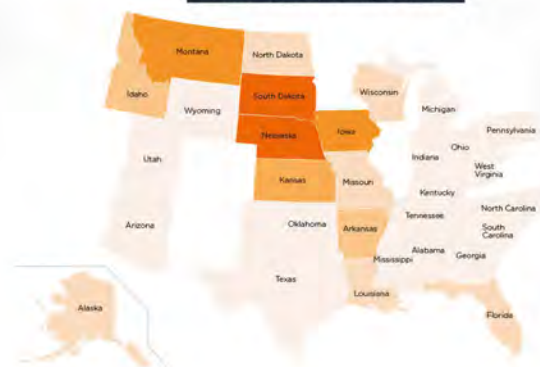 Montana
North Dakota
Idaho
South Dakota
Wisconsin
Wyoming
Michigan
Nebraska
Iowa
Pennsylvania
Ohio
Utah
Indiana
West
Virginia
Kansas
Missouri
Kentucky
Arizona
Oklahoma
Arkansas
Tennessee
North Carolina
South
Carolina
Mississippi
Alabama
Georgia
Texas
Louisiana
Alaska
Florida